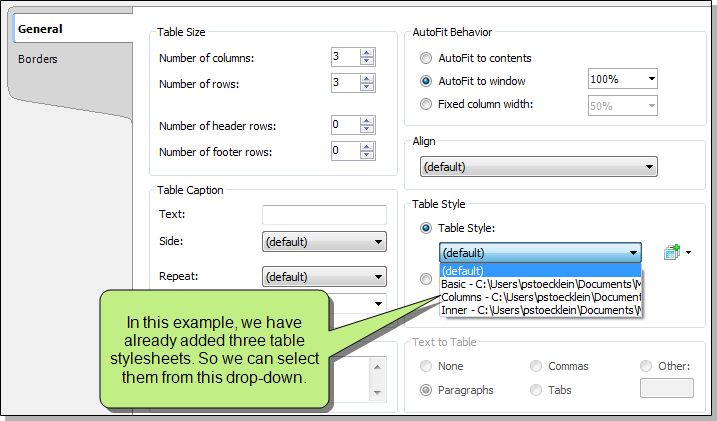 General
Borders
Table Size
Number of columns:
3
Number of rows:
3
Number of header rows:
0
Number of footer rows:
0
Table Caption
Text:
Side:
(default)
Repeat:
(default)
AutoFit Behavior
AutoFit to contents
AutoFit to window
100%
Fixed column width:
50%
Align
(default)
Table Style
Table Style:
(default)
(default)
Basic - C:\Users\pstoecklein\Documents\M
Columns - C:\Users\pstoecklein\Document
Inner - C:\Users\pstoecklein\Documents\M
In this example, we have
already added three table
stylesheets. So we can select
them from this drop-down.
Text to Table
None
Commas
Other:
Paragraphs
Tabs